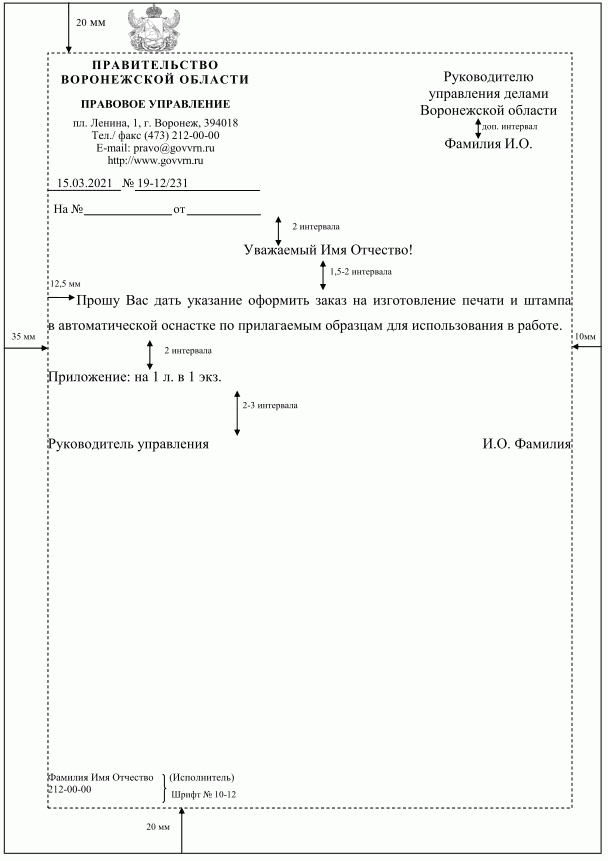 20 мм
ПРАВИТЕЛЬСТВО
ВОРОНЕЖСКОЙ ОБЛАСТИ
ПРАВОВОЕ УПРАВЛЕНИЕ
пл. Ленина, 1, г. Воронеж, 394018
Тел./ факс (473) 212-00-00
E-mail: pravo@govvrn.ru
http://www.govvrn.ru
15.03.2021 № 19-12/231
На №____________от____________
Руководителю
управления делами
Воронежской области
доп. интервал
Фамилия И.О.
2 интервала
Уважаемый Имя Отчество!
1,5-2 интервала
12,5 мм
Прошу Вас дать указание оформить заказ на изготовление печати и штампа
в автоматической оснастке по прилагаемым образцам для использования в работе.
35 мм
10мм
2 интервала
Приложение: на 1 л. в 1 экз.
2-3 интервала
Руководитель управления И.О. Фамилия
Фамилия Имя Отчество (Исполнитель)
212-00-00 Шрифт № 10-12
20 мм